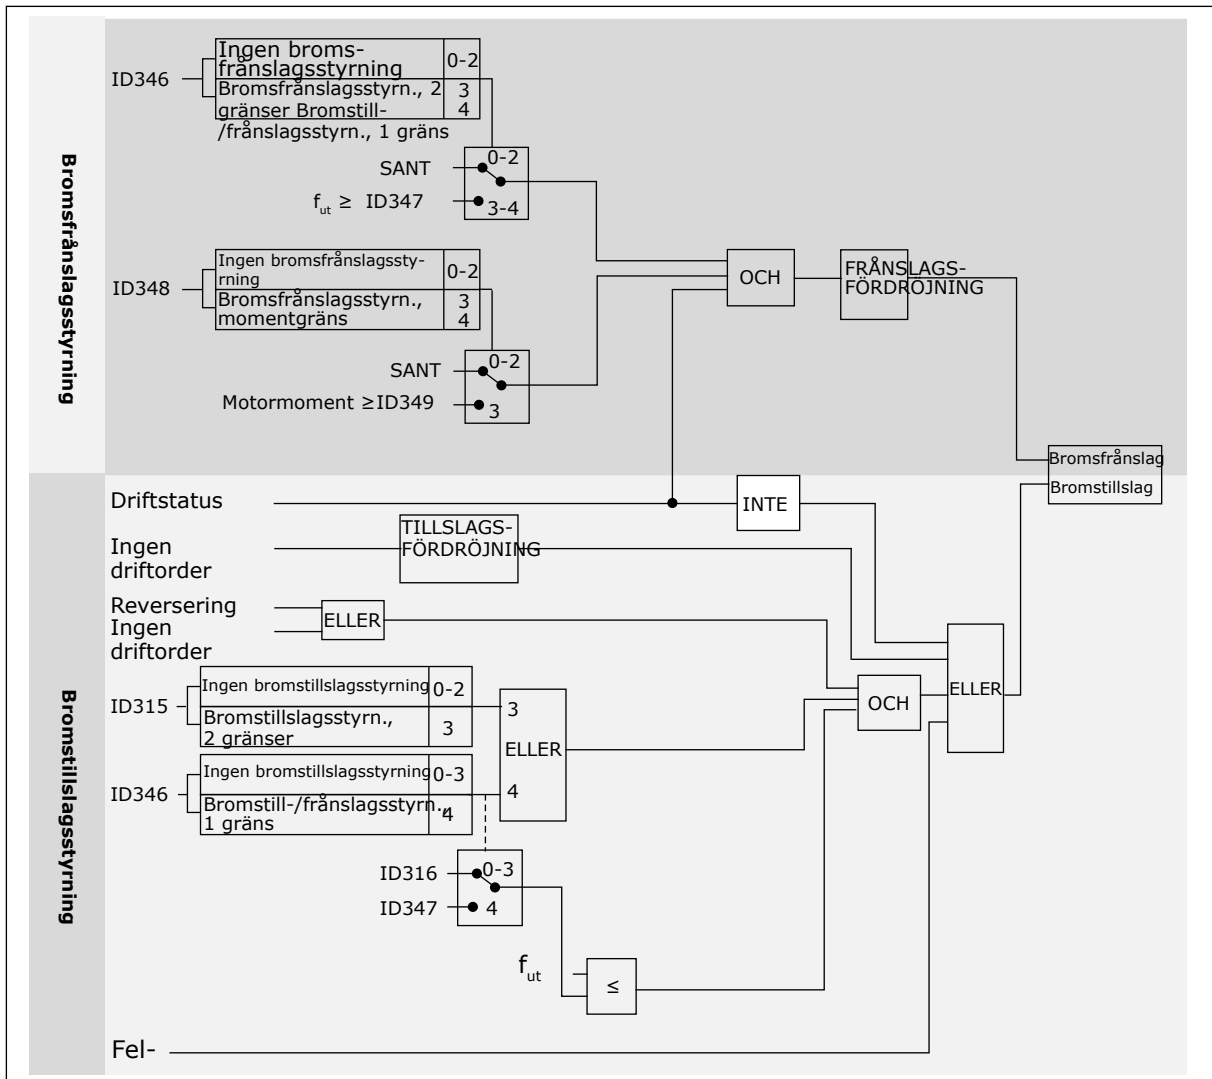 Bromsfrånslagsstyrning
ID346
Ingen broms-
frånslagsstyrning
0-2
Bromsfrånslagsstyrn., 2
gränser Bromstill-
/frånslagsstyrn., 1 gräns
3
4
SANT
0-2
f ut ≥ ID347
3-4
ID348
Ingen bromsfrånslagssty-
rning
0-2
Bromsfrånslagsstyrn.,
momentgräns
3
4
SANT
0-2
Motormoment ≥ID349
3
OCH
FRÅNSLAGS-
FÖRDRÖJNING
Bromsfrånslag
Bromstillslag
Bromstillslagsstyrning
Driftstatus
INTE
Ingen
driftorder
TILLSLAGS-
FÖRDRÖJNING
Reversering
Ingen
driftorder
ELLER
ID315
Ingen bromstillslagsstyrning
0-2
Bromstillslagsstyrn.,
2 gränser
3
3
ELLER
4
ID346
Ingen bromstillslagsstyrning
0-3
Bromstill-/frånslagsstyrn.,
1 gräns
4
OCH
ELLER
ID316
0-3
ID347
4
f ut
≤
Fel-